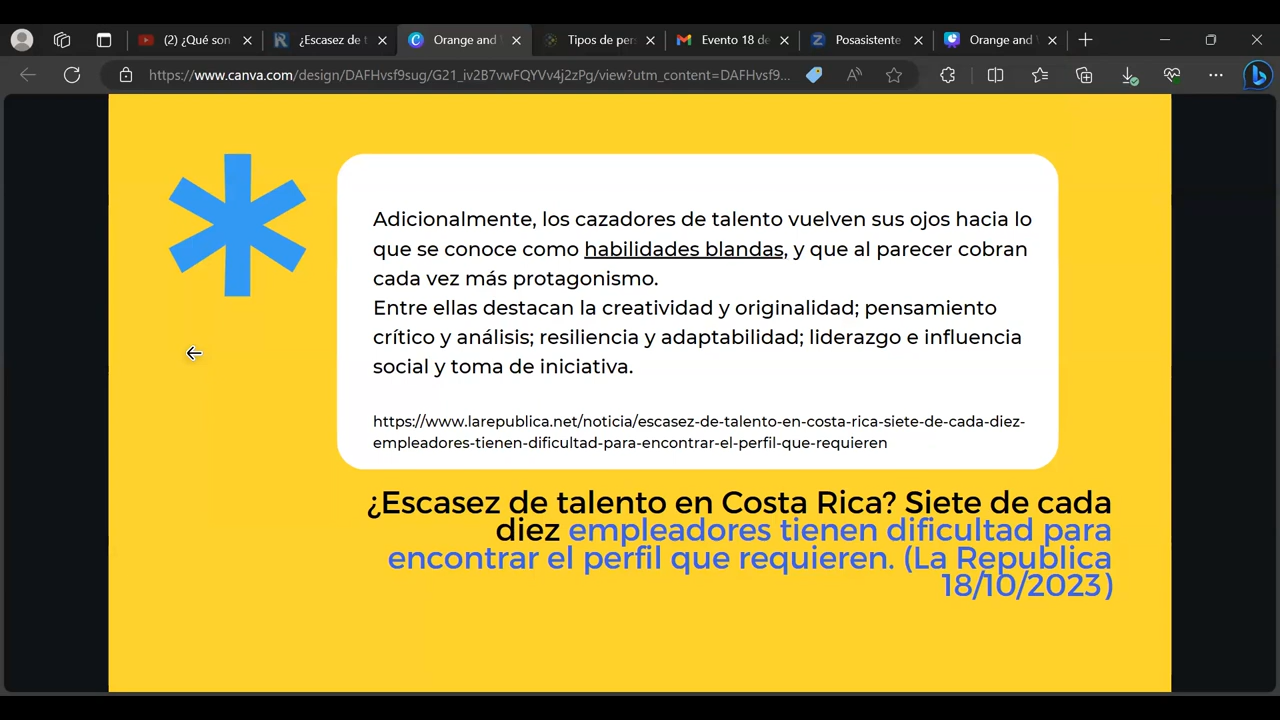 (2) ¿Qué son
¿Escasez de t
Orange and
Tipos de per
Evento 18 de
Posasistente
Orange and
https://www.canva.com/design/DAFHvsf9sug/G21_iv2B7vwFQYVv4j2zPg/view?utm_content=DAFHvsf9...
Adicionalmente, los cazadores de talento vuelven sus ojos hacia lo
que se conoce como habilidades blandas, y que al parecer cobran
cada vez más protagonismo.
Entre ellas destacan la creatividad y originalidad; pensamiento
crítico y análisis; resiliencia y adaptabilidad; liderazgo e influencia
social y toma de iniciativa.
https://www.larepublica.net/noticia/escasez-de-talento-en-costa-rica-siete-de-cada-diez-
empleadores-tienen-dificultad-para-encontrar-el-perfil-que-requieren
¿Escasez de talento en Costa Rica? Siete de cada
diez empleadores tienen dificultad para
encontrar el perfil que requieren. (La Republica
18/10/2023)